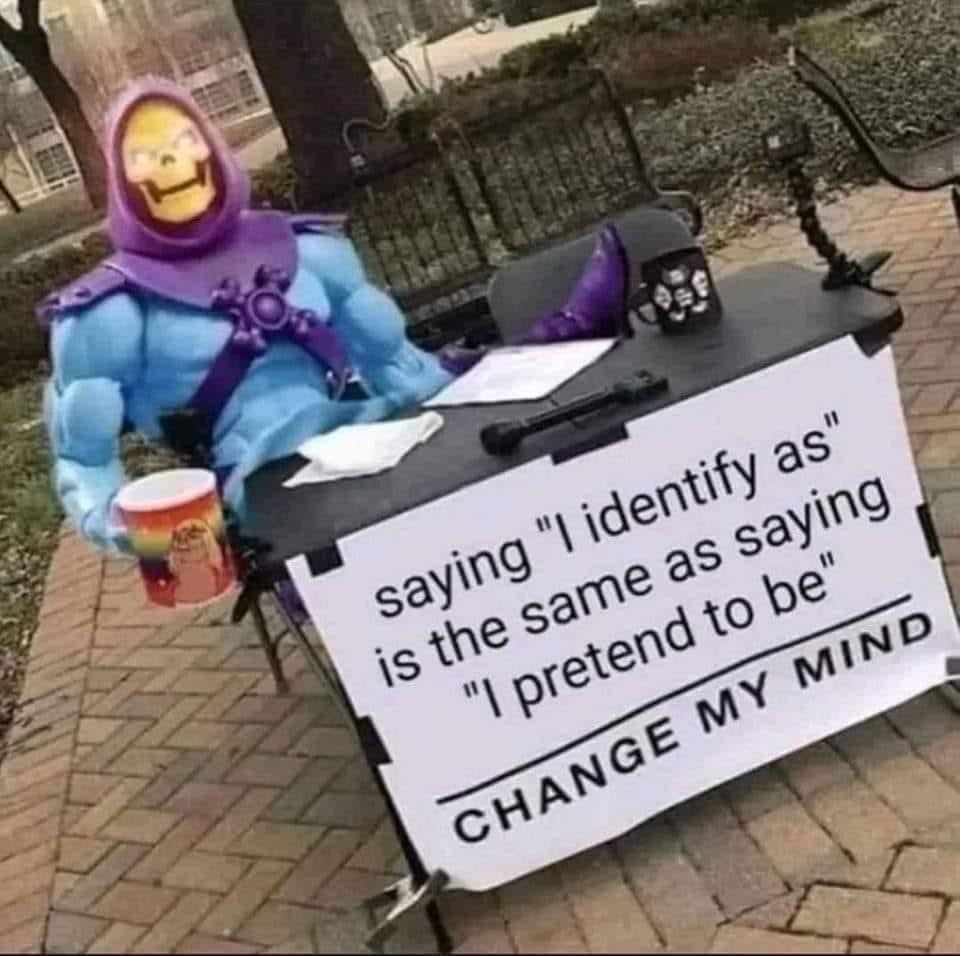 saying "I identify as"
is the same as saying
"I pretend to be"
CHANGE MY MIND